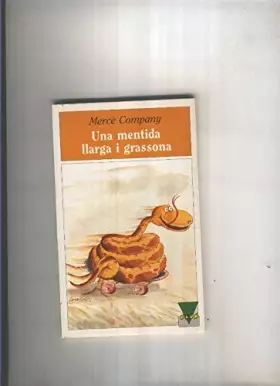 Mercè Company
Una mentida
llarga i grassona